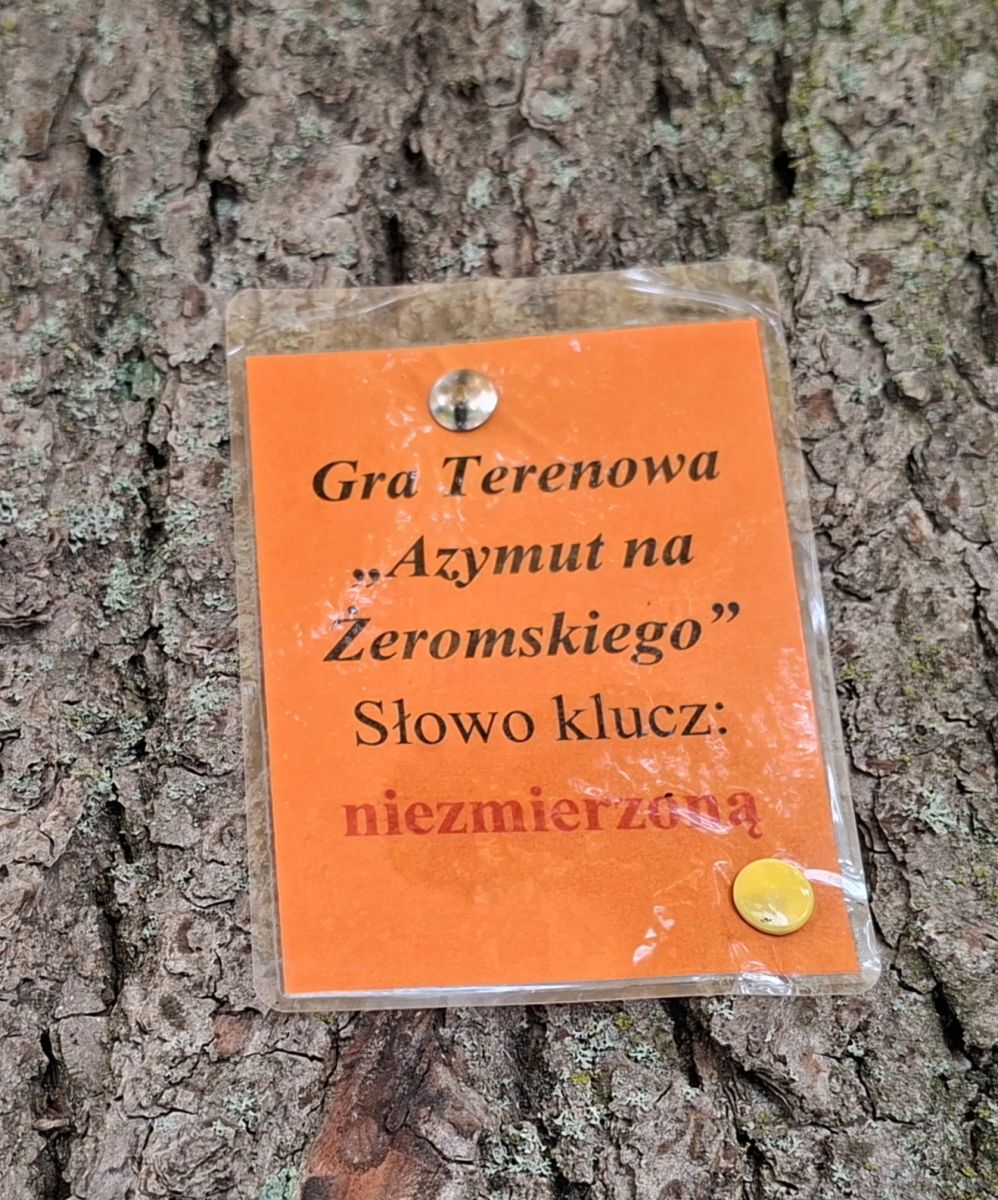 Gra Terenowa
„Azymut na
Żeromskiego”
Słowo klucz:
niezmierzoną